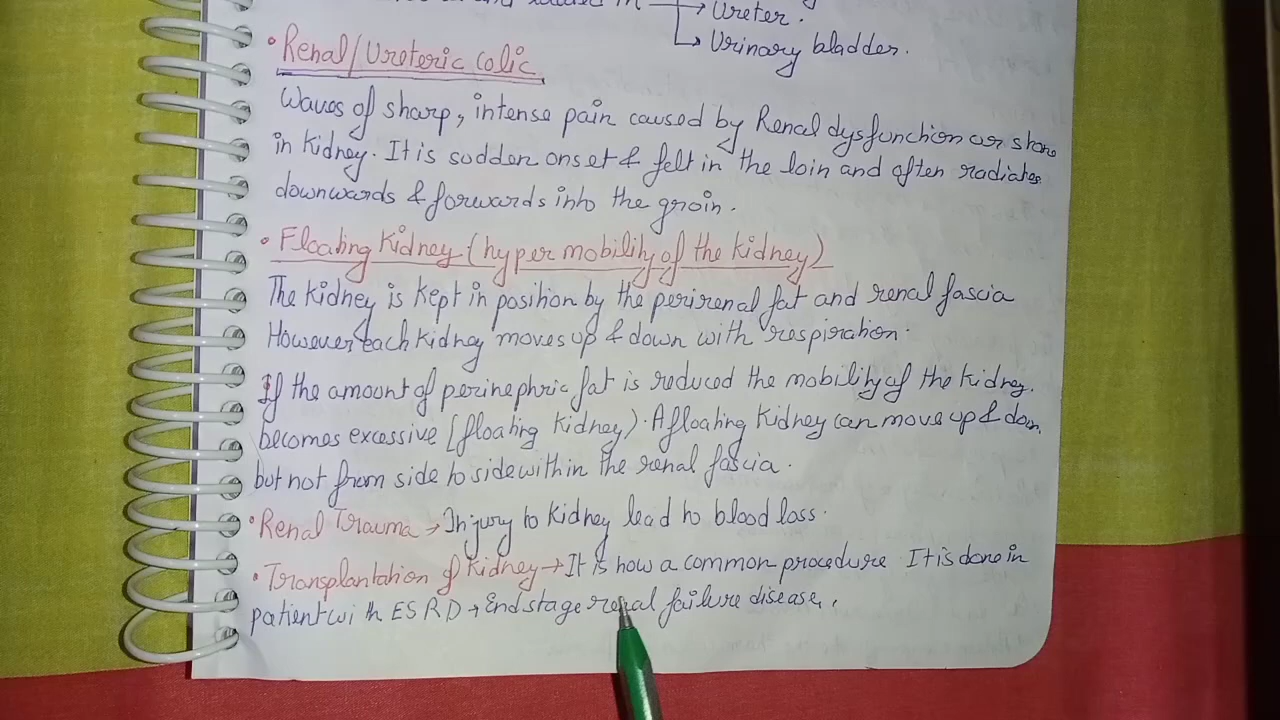 → Ureter.
→ Urinary bladder.
• Renal/Ureteric Colic
Waves of sharp, intense pain caused by Renal dysfunction or stone
in Kidney. It is sudden onset & felt in the loin and often radiates
downwards & forwards into the groin.
• Floating Kidney (hyper mobility of the kidney)
The Kidney is kept in position by the perirenal fat and renal fascia
However each Kidney moves up & down with respiration.
If the amount of perinephric fat is reduced the mobility of the Kidney.
becomes excessive (floating Kidney). A floating Kidney can move up & down,
but not from side to side within the renal fascia.
• Renal Trauma → Injury to Kidney lead to blood loss.
• Transplantation of Kidney → It is now a common procedure It is done in
patient with ESRD → End stage renal failure disease.